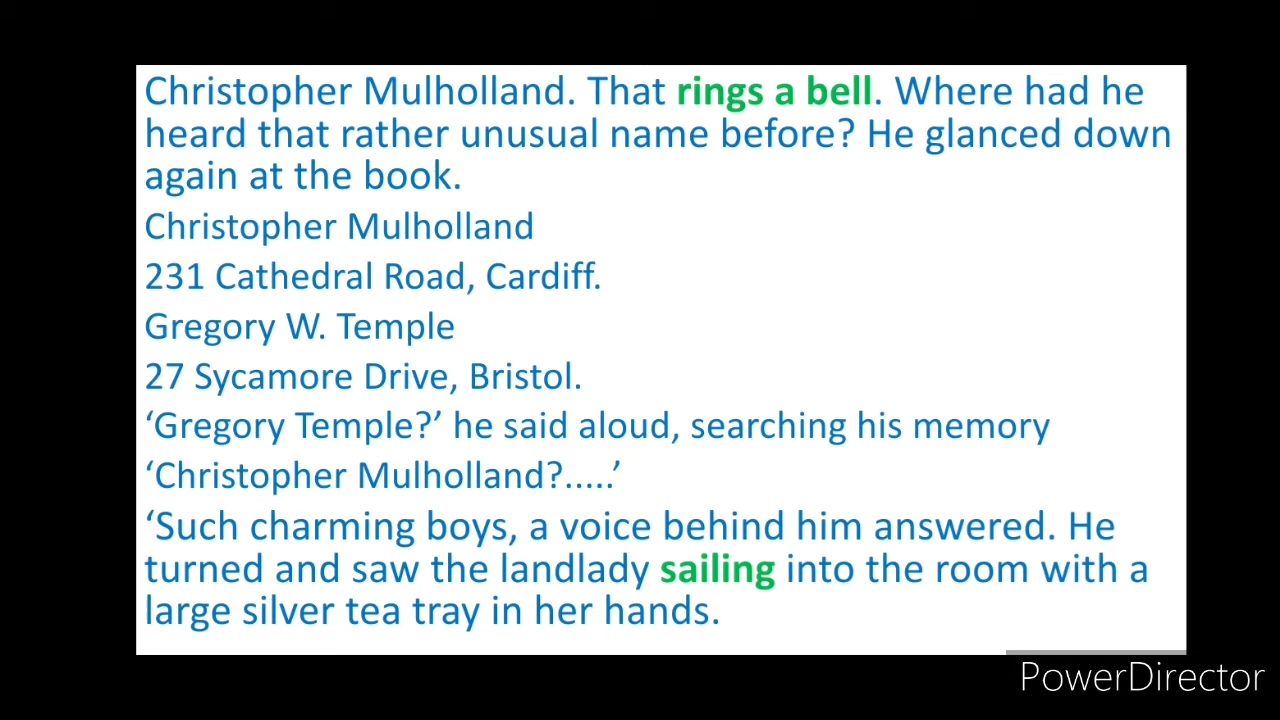 Christopher Mulholland. That rings a bell. Where had he
heard that rather unusual name before? He glanced down
again at the book.
Christopher Mulholland
231 Cathedral Road, Cardiff.
Gregory W. Temple
27 Sycamore Drive, Bristol.
‘Gregory Temple?’ he said aloud, searching his memory
‘Christopher Mulholland?.....’
‘Such charming boys, a voice behind him answered. He
turned and saw the landlady sailing into the room with a
large silver tea tray in her hands.
PowerDirector